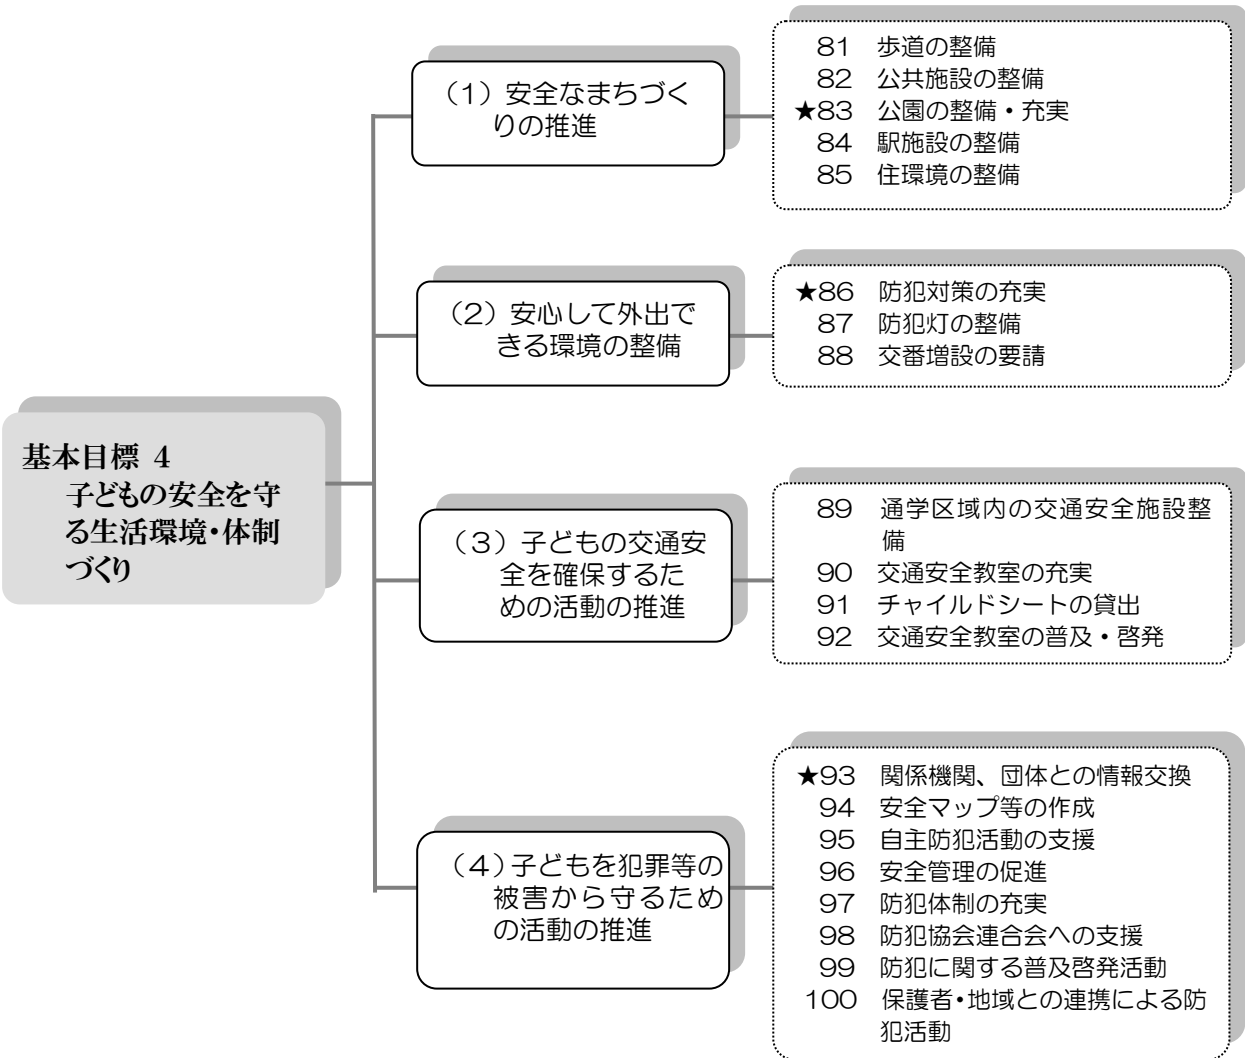 基本目標 4
子どもの安全を守
る生活環境・体制
づくり
（1）安全なまちづく
りの推進
81 歩道の整備
82 公共施設の整備
★83 公園の整備・充実
84 駅施設の整備
85 住環境の整備
（2）安心して外出で
きる環境の整備
★86 防犯対策の充実
87 防犯灯の整備
88 交番増設の要請
（3）子どもの交通安
全を確保するた
めの活動の推進
89 通学区域内の交通安全施設整
備
90 交通安全教室の充実
91 チャイルドシートの貸出
92 交通安全教室の普及・啓発
（4）子どもを犯罪等の
被害から守るため
の活動の推進
★93 関係機関、団体との情報交換
94 安全マップ等の作成
95 自主防犯活動の支援
96 安全管理の促進
97 防犯体制の充実
98 防犯協会連合会への支援
99 防犯に関する普及啓発活動
100 保護者・地域との連携による防
犯活動